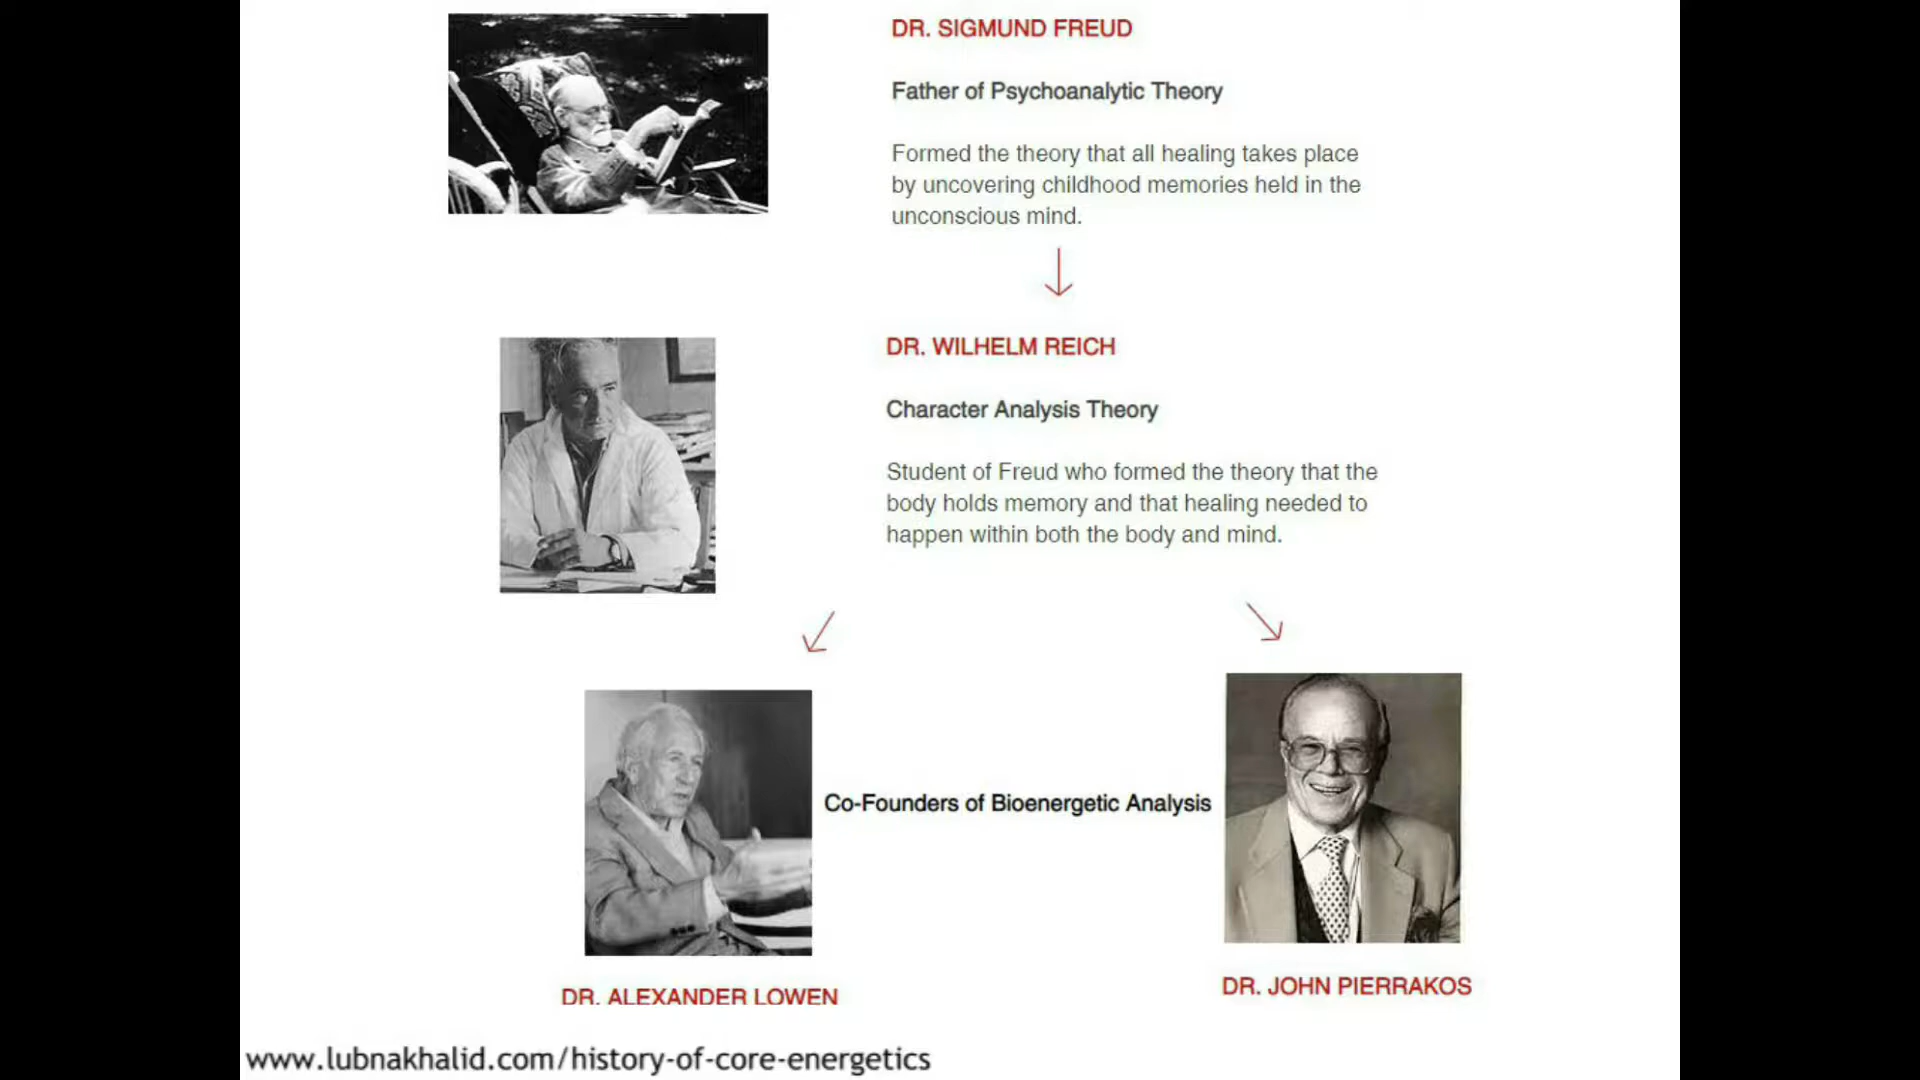 DR. SIGMUND FREUD
Father of Psychoanalytic Theory
Formed the theory that all healing takes place
by uncovering childhood memories held in the
unconscious mind.
DR. WILHELM REICH
Character Analysis Theory
Student of Freud who formed the theory that the
body holds memory and that healing needed to
happen within both the body and mind.
Co-Founders of Bioenergetic Analysis
DR. ALEXANDER LOWEN
DR. JOHN PIERRAKOS
www.lubnakhalid.com/history-of-core-energetics